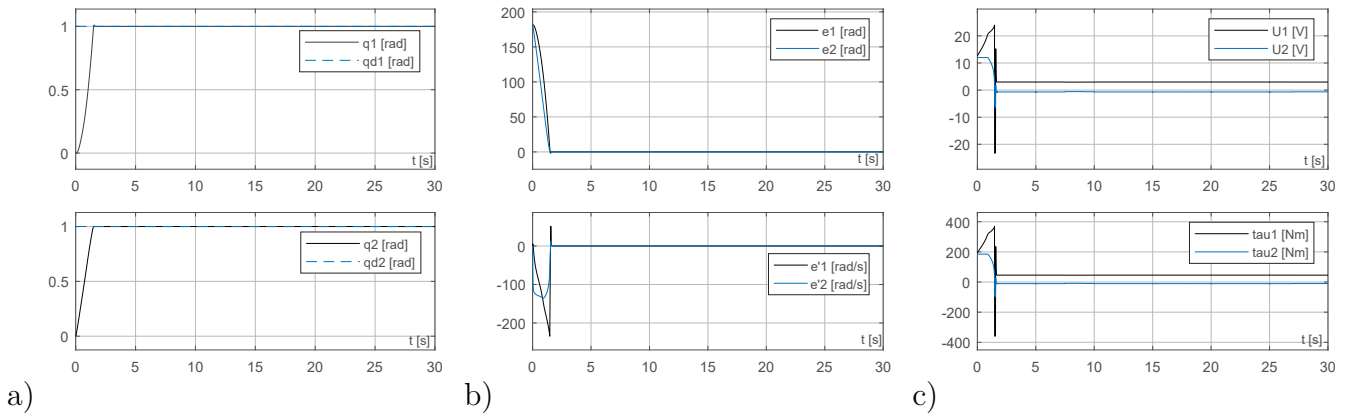 1
0.5
0
q1 [rad]
qd1 [rad]
t [s]
0 5 10 15 20 25 30
1
0.5
0
q2 [rad]
qd2 [rad]
t [s]
0 5 10 15 20 25 30
a)
200
150
100
50
0
e1 [rad]
e2 [rad]
t [s]
0 5 10 15 20 25 30
0
-100
-200
e'1 [rad/s]
e'2 [rad/s]
t [s]
0 5 10 15 20 25 30
b)
20
10
0
-10
-20
U1 [V]
U2 [V]
t [s]
0 5 10 15 20 25 30
400
200
0
-200
-400
tau1 [Nm]
tau2 [Nm]
t [s]
0 5 10 15 20 25 30
c)